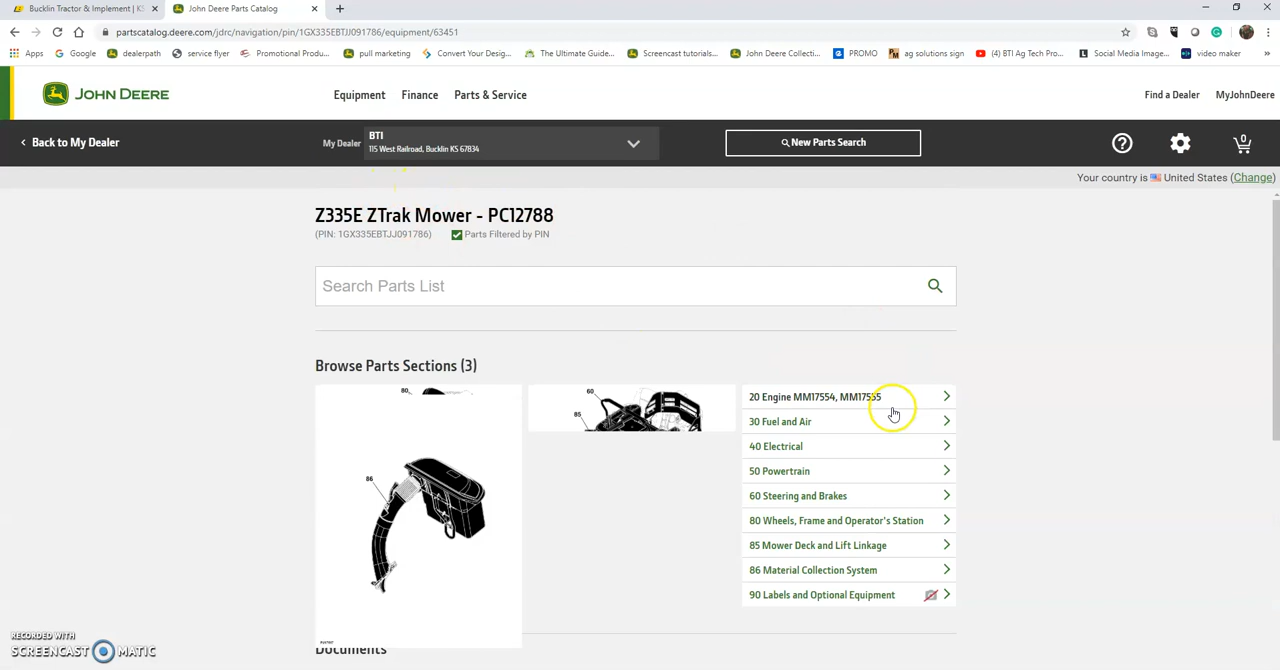 Bucklin Tractor & Implement | KS
John Deere Parts Catalog
partscatalog.deere.com/jdrc/navigation/pin/1GX335EBTJJ091786/equipment/63451
Apps Google dealerpath service flyer Promotional Produ... pull marketing Convert Your Desig... The Ultimate Guide... Screencast tutorials... John Deere Collecti... PROMO ag solutions sign (1) BTI Ag Tech Pro... Social Media Image... video maker »
JOHN DEERE
Equipment Finance Parts & Service
Find a Dealer MyJohnDeere
Back to My Dealer
My Dealer
BTI
115 West Railroad, Bucklin KS 67834
New Parts Search
0
Your country is United States (Change)
Z335E ZTrak Mower - PC12788
(PIN: 1GX335EBTJJ091786) Parts Filtered by PIN
Search Parts List
Browse Parts Sections (3)
80
86
60
85
20 Engine MM17554, MM17555
30 Fuel and Air
40 Electrical
50 Powertrain
60 Steering and Brakes
80 Wheels, Frame and Operator's Station
85 Mower Deck and Lift Linkage
86 Material Collection System
90 Labels and Optional Equipment
Documents
RECORDED WITH
SCREENCAST MATIC